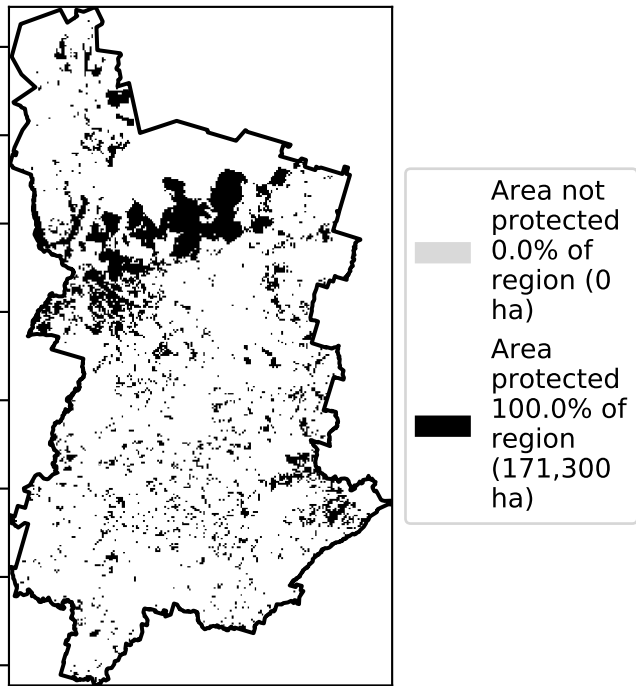 Area not
protected
0.0% of
region (0
ha)
Area
protected
100.0% of
region
(171,300
ha)